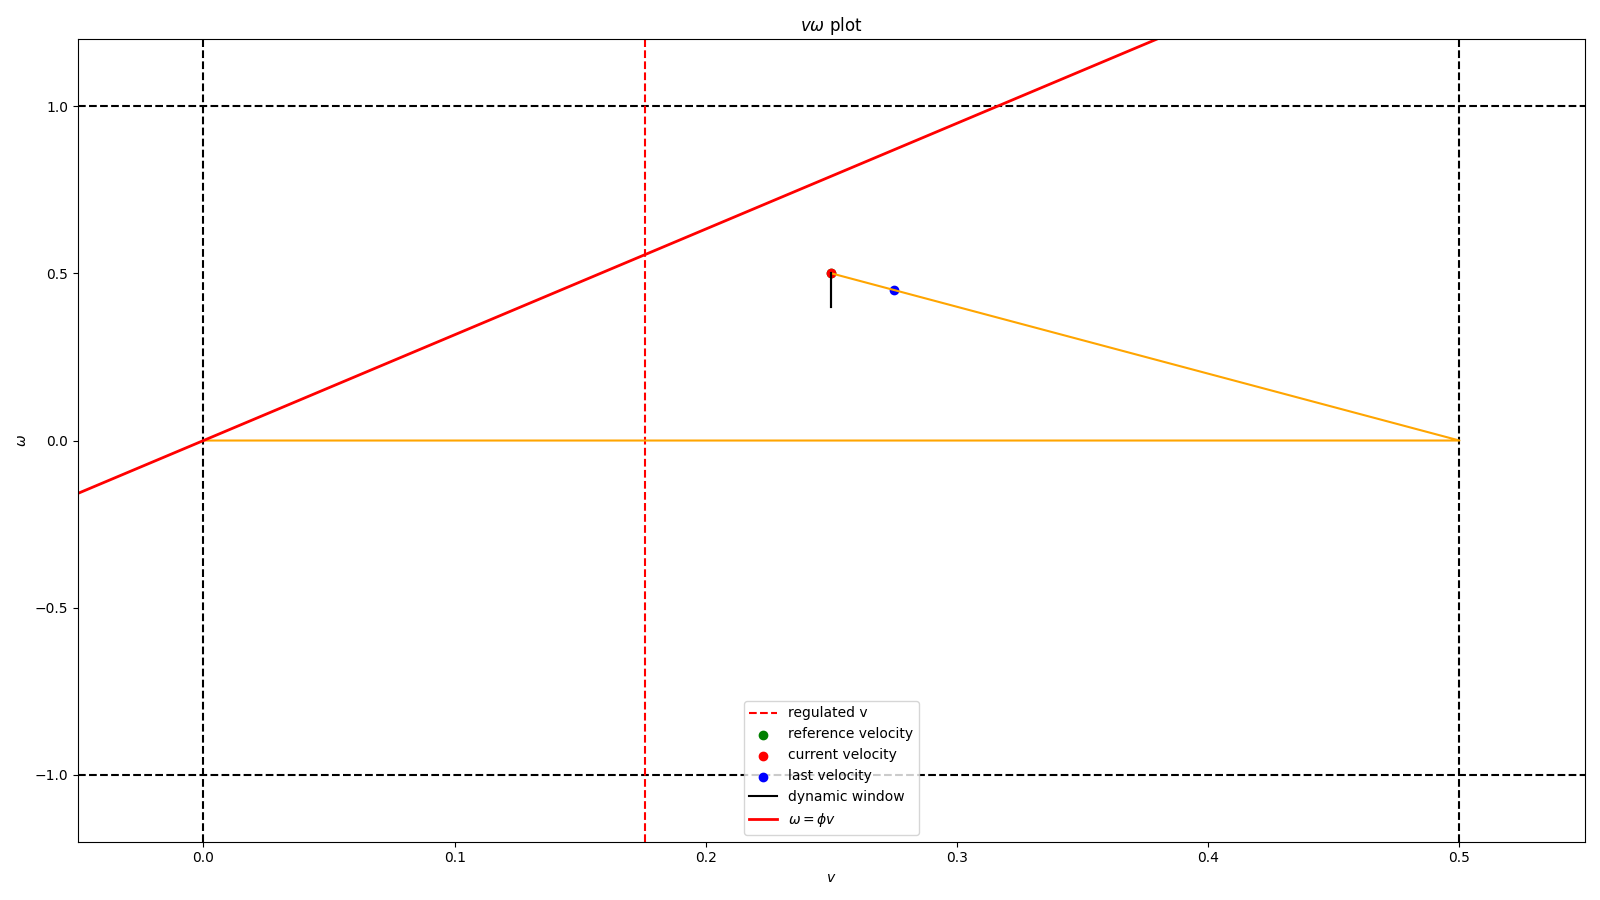 vω plot
1.0
0.5
0.0
−0.5
−1.0
ω
regulated v
reference velocity
current velocity
last velocity
dynamic window
ω = ϕv
0.0 0.1 0.2 0.3 0.4 0.5
v